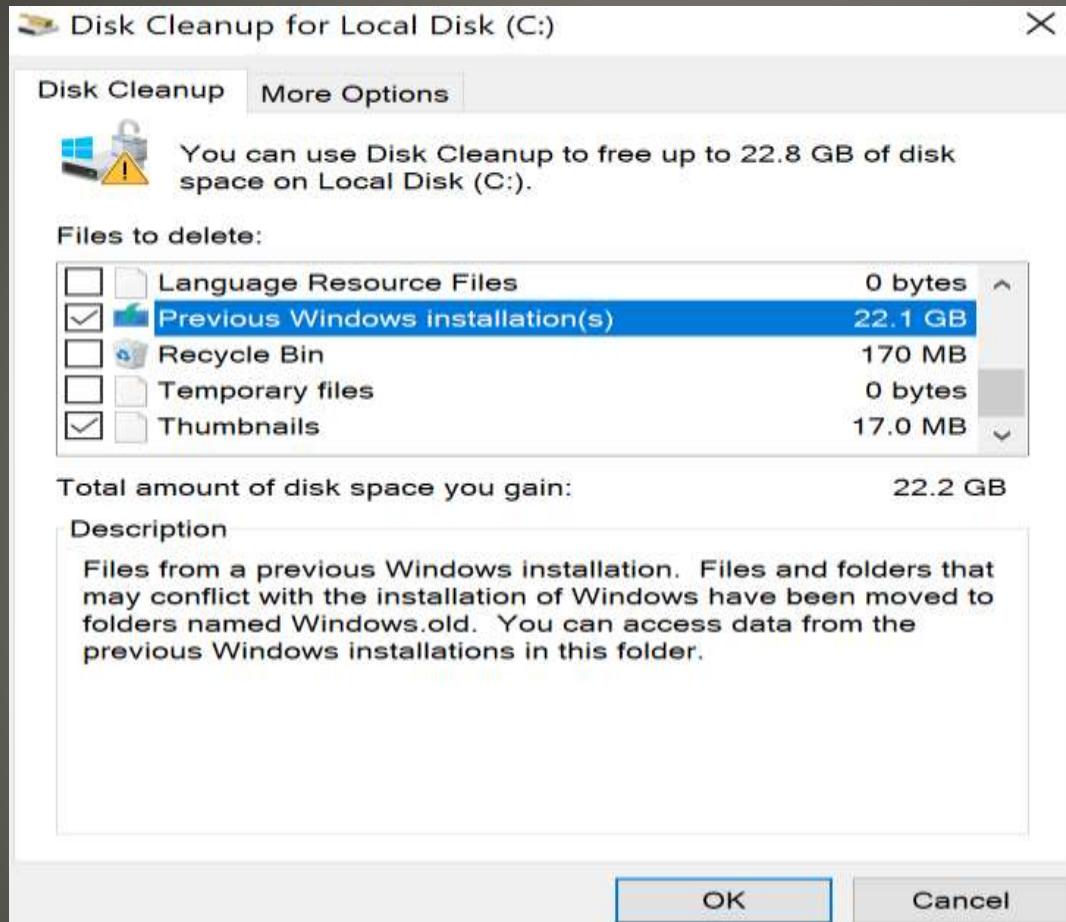 Disk Cleanup for Local Disk (C:)
Disk Cleanup More Options
You can use Disk Cleanup to free up to 22.8 GB of disk
space on Local Disk (C:).
Files to delete:
Language Resource Files 0 bytes
Previous Windows installation(s) 22.1 GB
Recycle Bin 170 MB
Temporary files 0 bytes
Thumbnails 17.0 MB
Total amount of disk space you gain: 22.2 GB
Description
Files from a previous Windows installation. Files and folders that
may conflict with the installation of Windows have been moved to
folders named Windows.old. You can access data from the
previous Windows installations in this folder.
OK Cancel